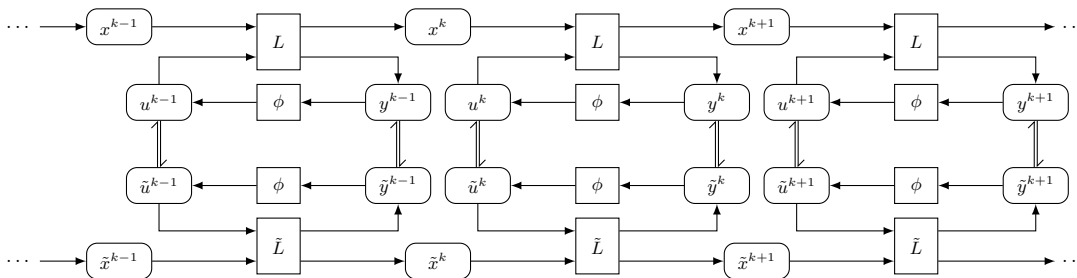 ⋯ x^{k−1} L x^k L x^{k+1} L ⋯
u^{k−1} ϕ y^{k−1} u^k ϕ y^k u^{k+1} ϕ y^{k+1}
ũ^{k−1} ϕ ỹ^{k−1} ũ^k ϕ ỹ^k ũ^{k+1} ϕ ỹ^{k+1}
⋯ x̃^{k−1} L̃ x̃^k L̃ x̃^{k+1} L̃ ⋯